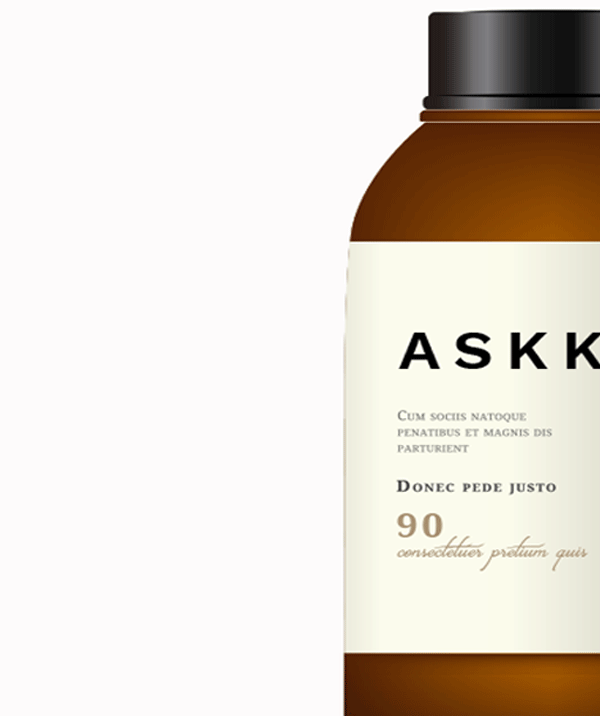 ASKK
Cum sociis natoque
penatibus et magnis dis
parturient
Donec pede justo
90
consectetuer pretium quis